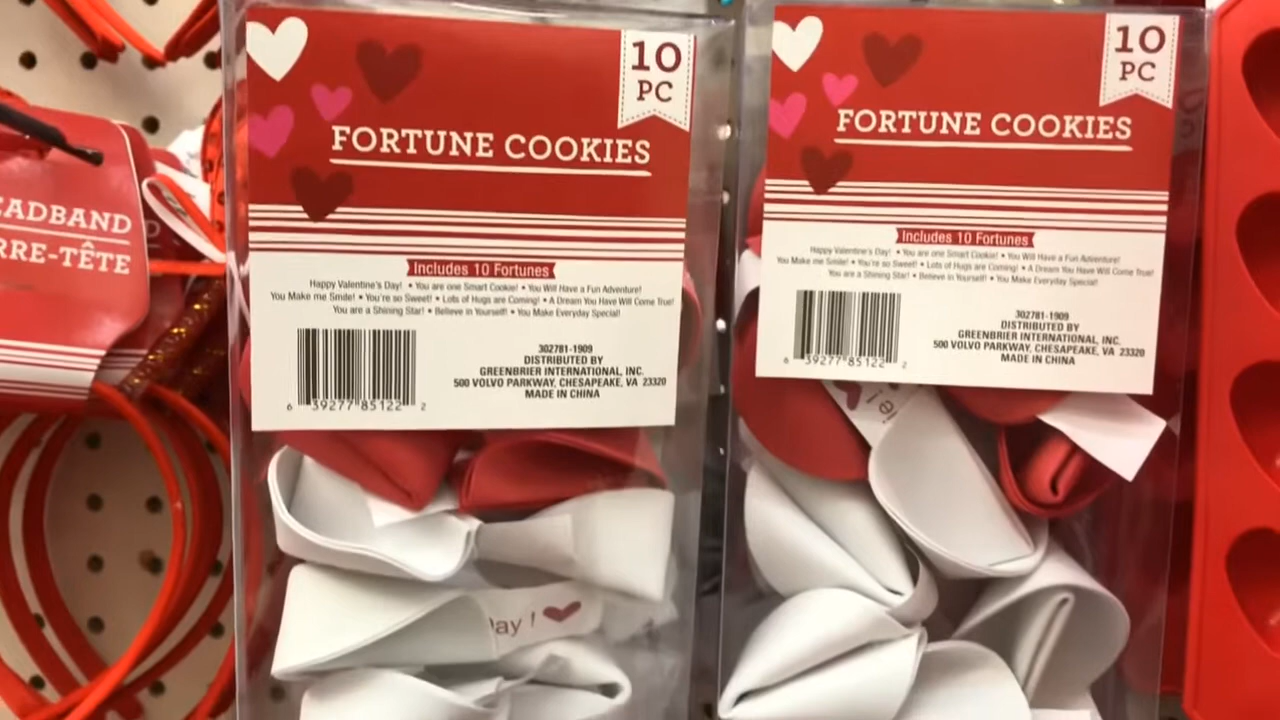 EADBAND
RRE-TÊTE
10
PC
FORTUNE COOKIES
Includes 10 Fortunes
Happy Valentine's Day! • You are one Smart Cookie! • You Will Have a Fun Adventure!
You Make me Smile! • You're so Sweet! • Lots of Hugs are Coming! • A Dream You Have Will Come True!
You are a Shining Star! • Believe in Yourself! • You Make Everyday Special!
302781-1909
DISTRIBUTED BY
GREENBRIER INTERNATIONAL, INC.
500 VOLVO PARKWAY, CHESAPEAKE, VA 23320
MADE IN CHINA
6 39277 85122 2
ay !
10
PC
FORTUNE COOKIES
Includes 10 Fortunes
Happy Valentine's Day! • You are one Smart Cookie! • You Will Have a Fun Adventure!
You Make me Smile! • You're so Sweet! • Lots of Hugs are Coming! • A Dream You Have Will Come True!
You are a Shining Star! • Believe in Yourself! • You Make Everyday Special!
302781-1909
DISTRIBUTED BY
GREENBRIER INTERNATIONAL, INC.
500 VOLVO PARKWAY, CHESAPEAKE, VA 23320
MADE IN CHINA
6 39277 85122 2